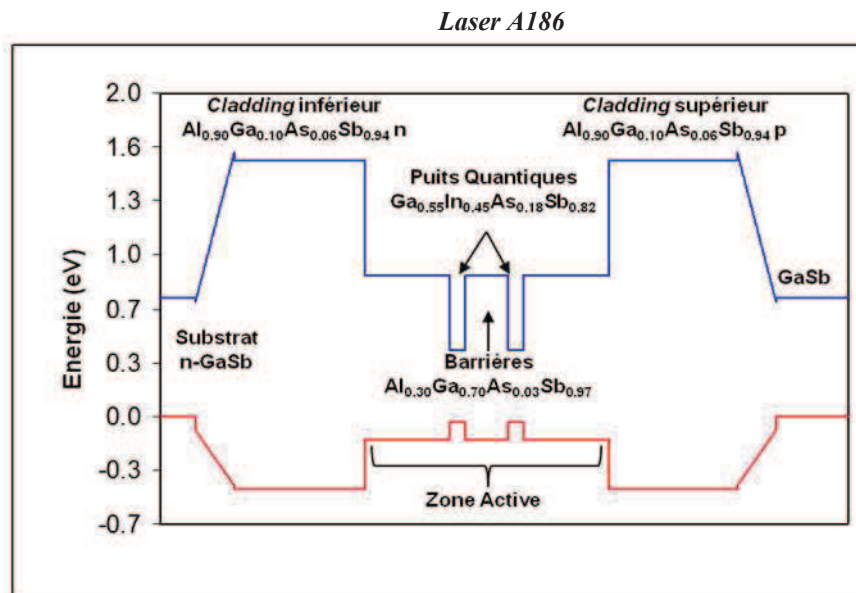 Laser A186
2.0
1.6
1.3
1.0
0.7
0.3
0.0
-0.3
-0.7
Energie (eV)
Cladding inférieur
Al0.90Ga0.10As0.06Sb0.94 n
Cladding supérieur
Al0.90Ga0.10As0.06Sb0.94 p
Puits Quantiques
Ga0.55In0.45As0.18Sb0.82
GaSb
Substrat
n-GaSb
Barriéres
Al0.30Ga0.70As0.03Sb0.97
Zone Active